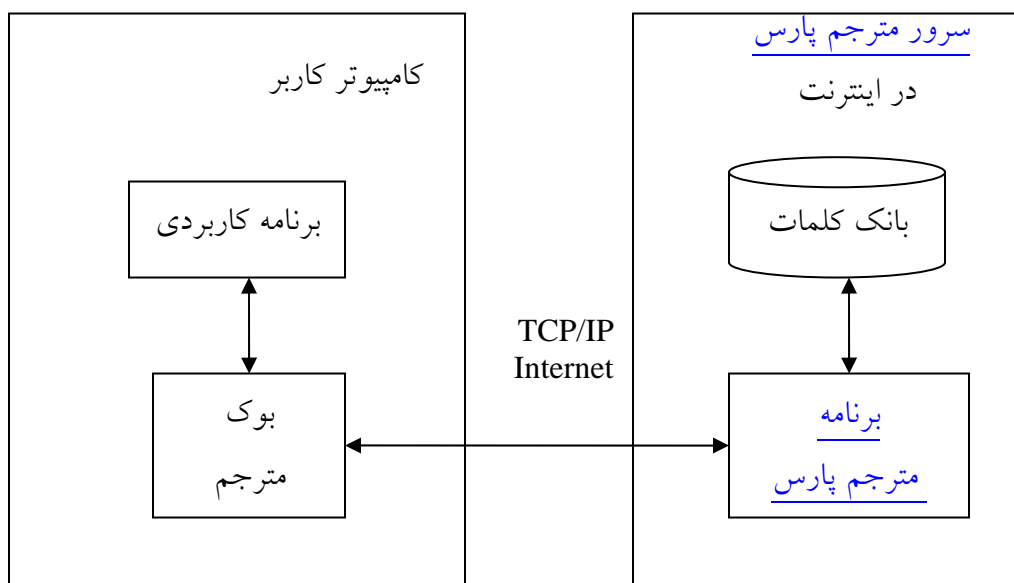 سرور مترجم پارس
در اینترنت
کامپیوتر کاربر
بانک کلمات
برنامه کاربردی
TCP/IP
Internet
برنامه
مترجم پارس
بوک
مترجم